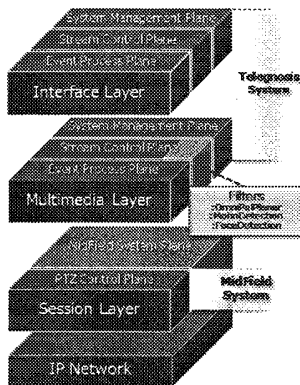 System Management Plane
Stream Control Plane
Event Process Plane
Interface Layer
Telegnosis
System
System Management Plane
Stream Control Plane
Event Process Plane
Multimedia Layer
Filters
:OmniPolPlanar
:MotionDetection
:FaceDetection
MidField System Plane
PTZ Control Plane
Session Layer
MidField
System
IP Network